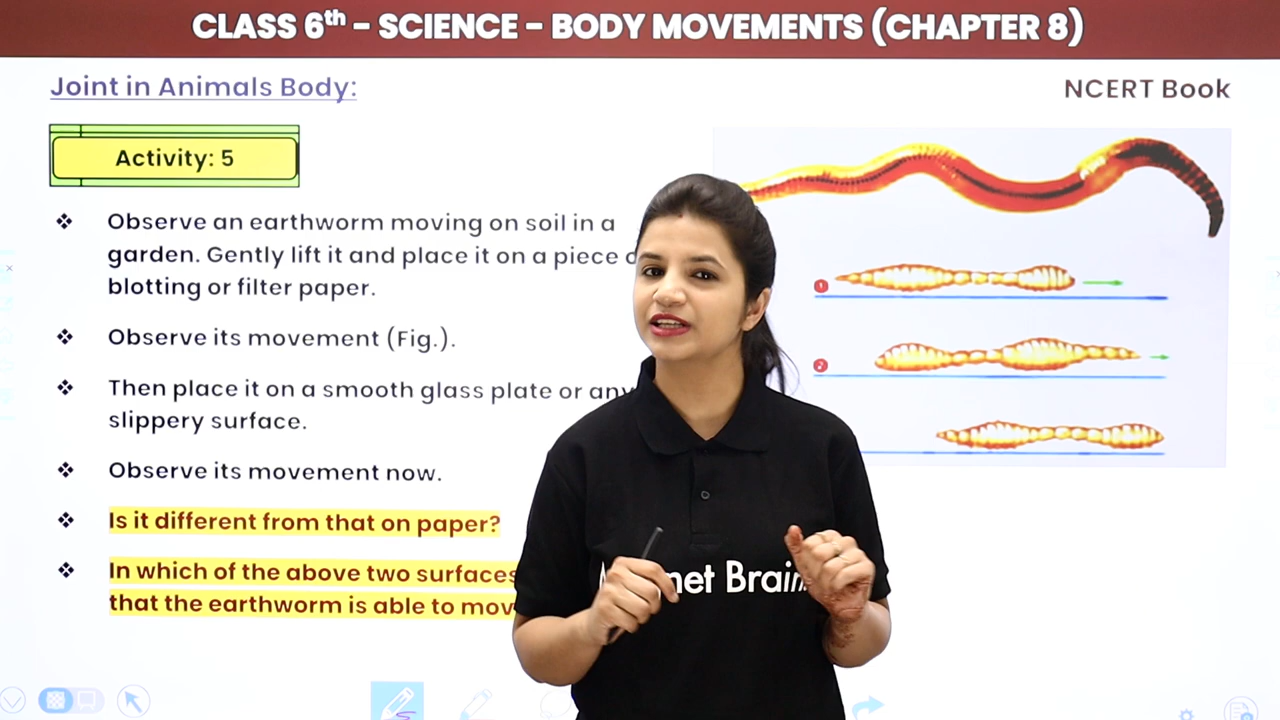 CLASS 6th - SCIENCE - BODY MOVEMENTS (CHAPTER 8)
Joint in Animals Body:
NCERT Book
Activity: 5
❖ Observe an earthworm moving on soil in a
garden. Gently lift it and place it on a piece
blotting or filter paper.
❖ Observe its movement (Fig.).
❖ Then place it on a smooth glass plate or any
slippery surface.
❖ Observe its movement now.
❖ Is it different from that on paper?
❖ In which of the above two surfaces
that the earthworm is able to mov
1
2
net Brain